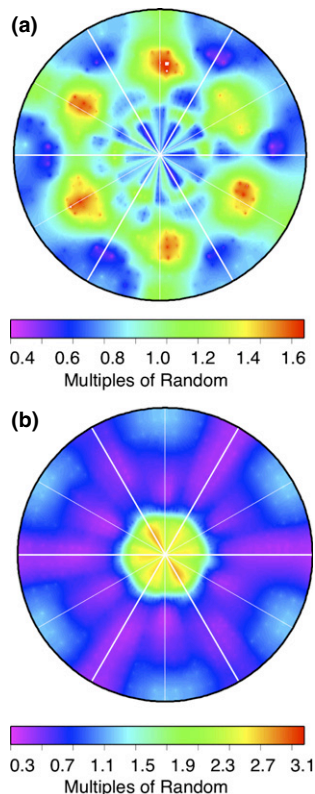 (a)
0.4 0.6 0.8 1.0 1.2 1.4 1.6
Multiples of Random
(b)
0.3 0.7 1.1 1.5 1.9 2.3 2.7 3.1
Multiples of Random